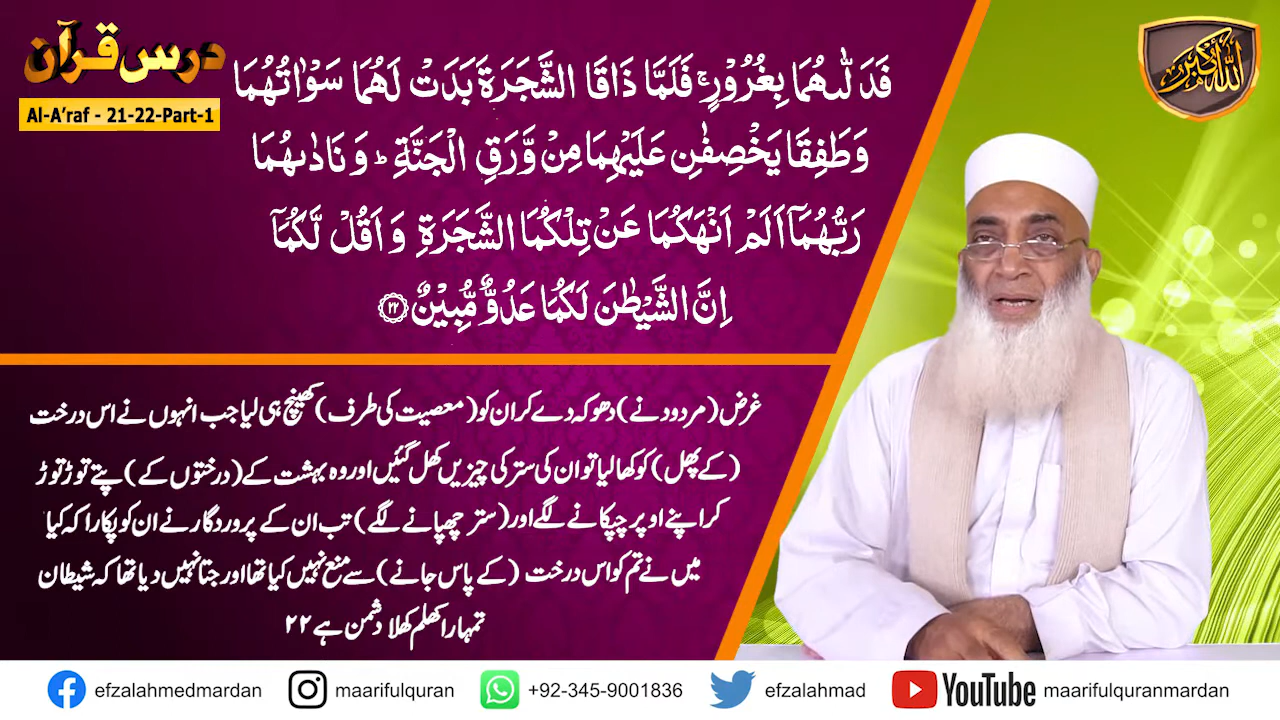 درس قرآن
Al-A’raf - 21-22-Part-1
فَدَلّٰىهُمَا بِغُرُوْرٍ ۚ فَلَمَّا ذَاقَا الشَّجَرَةَ بَدَتْ لَهُمَا سَوْاٰتُهُمَا
وَطَفِقَا يَخْصِفٰنِ عَلَيْهِمَا مِنْ وَّرَقِ الْجَنَّةِ ؕ وَ نَادٰىهُمَا
رَبُّهُمَاۤ اَلَمْ اَنْهَكُمَا عَنْ تِلْكُمَا الشَّجَرَةِ وَ اَقُلْ لَّكُمَاۤ
اِنَّ الشَّيْطٰنَ لَكُمَا عَدُوٌّ مُّبِيْنٌ ۲۲
اللہ اکبر
غرض (مردود نے) دھوکہ دے کر ان کو (معصیت کی طرف) کھینچ ہی لیا جب انہوں نے اس درخت
(کے پھل) کو کھا لیا تو ان کی ستر کی چیزیں کھل گئیں اور وہ بہشت کے (درختوں کے) پتے توڑ توڑ
کر اپنے اوپر چپکانے لگے اور (ستر چھپانے لگے) تب ان کے پروردگار نے ان کو پکارا کہ کیا
میں نے تم کو اس درخت (کے پاس جانے) سے منع نہیں کیا تھا اور جتا نہیں دیا تھا کہ شیطان
تمہارا کھلم کھلا دشمن ہے ۲۲
efzalahmedmardan maarifulquran +92-345-9001836 efzalahmad YouTube maarifulquranmardan